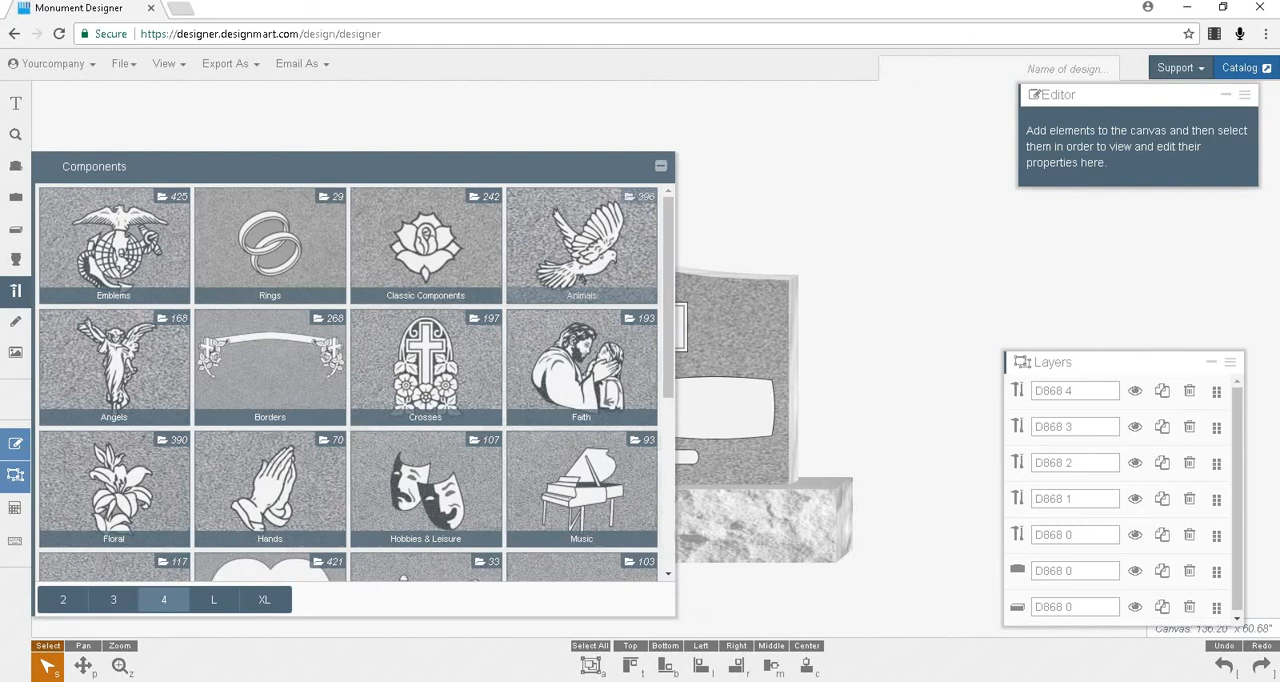 Monument Designer
Secure https://designer.designmart.com/design/designer
Yourcompany File View Export As Email As Name of design... Support Catalog
T
Editor
Add elements to the canvas and then select
them in order to view and edit their
properties here.
Components
425 29 242 396
Emblems Rings Classic Components Animals
168 268 197 193
Angels Borders Crosses Faith
390 70 107 93
Floral Hands Hobbies & Leisure Music
117 421 33 103
2 3 4 L XL
Layers
D868 4
D868 3
D868 2
D868 1
D868 0
D868 0
D868 0
Canvas: 136.20" x 60.68"
Select Pan Zoom Select All Top Bottom Left Right Middle Center Undo Redo
s p z a t b l r m c [ ]